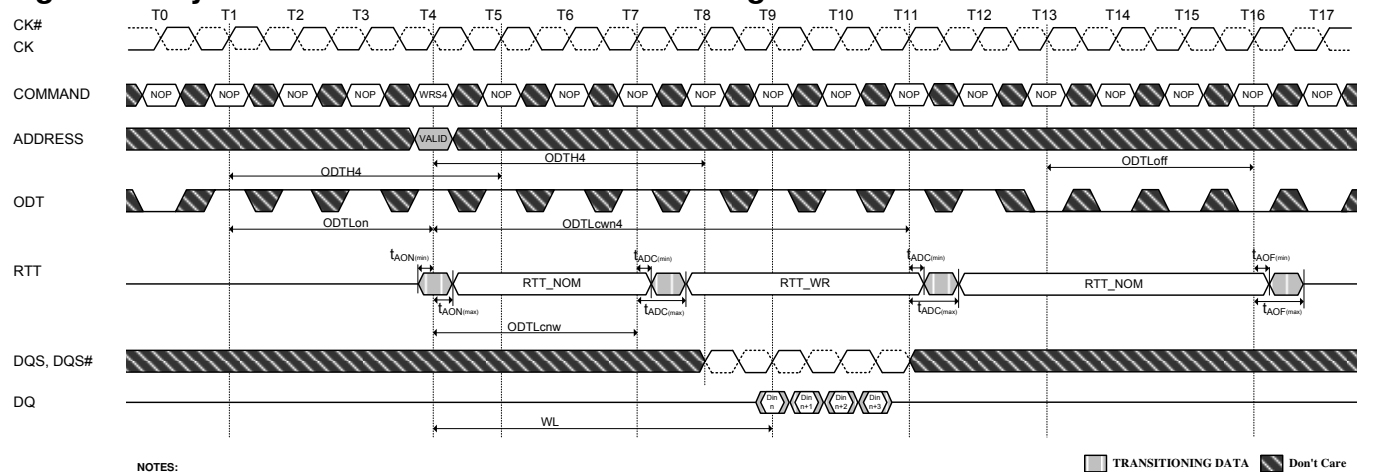 T0 T1 T2 T3 T4 T5 T6 T7 T8 T9 T10 T11 T12 T13 T14 T15 T16 T17
CK#
CK
COMMAND NOP NOP NOP NOP WRS4 NOP NOP NOP NOP NOP NOP NOP NOP NOP NOP NOP NOP NOP
ADDRESS VALID
ODTH4 ODTLoff
ODTH4
ODT
ODTLon ODTLcwn4
tAON(min) tADC(min) tADC(min) tAOF(min)
RTT RTT_NOM RTT_WR RTT_NOM
tAON(max) tADC(max) tADC(max) tAOF(max)
ODTLcnw
DQS, DQS#
DQ Din n Din n+1 Din n+2 Din n+3
WL
NOTES: TRANSITIONING DATA Don't Care